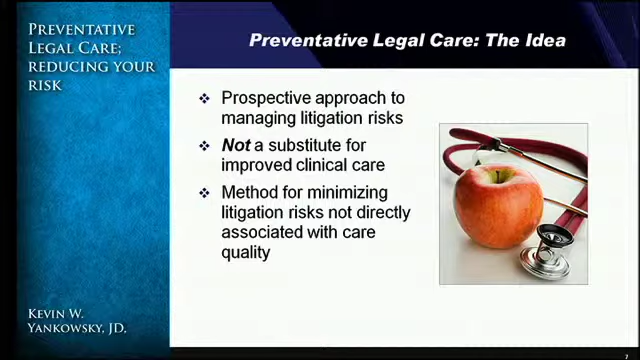 PREVENTATIVE
LEGAL CARE;
REDUCING YOUR
RISK
Preventative Legal Care: The Idea
Prospective approach to
managing litigation risks
Not a substitute for
improved clinical care
Method for minimizing
litigation risks not directly
associated with care
quality
KEVIN W.
YANKOWSKY, JD,
7